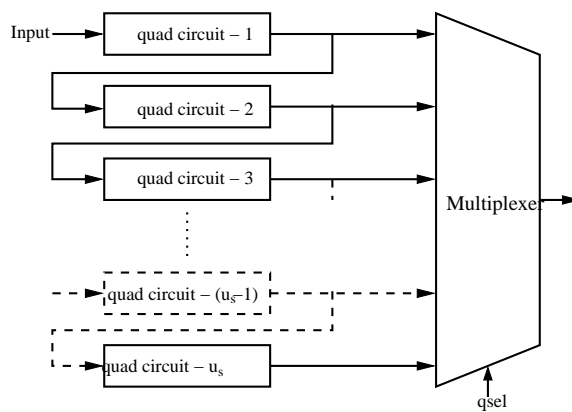 Input
quad circuit – 1
quad circuit – 2
quad circuit – 3
Multiplexer
quad circuit – (uₛ–1)
quad circuit – uₛ
qsel